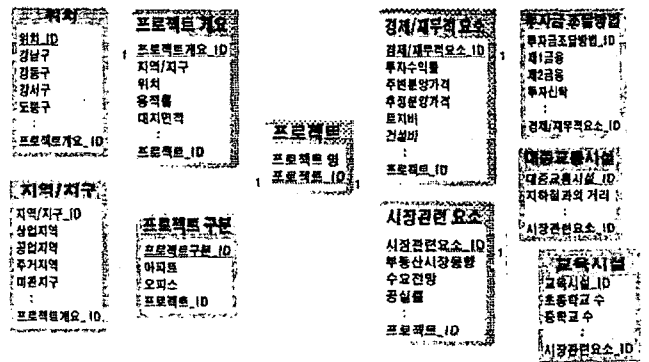 위치
위치_ID
강남구
강동구
강서구
도봉구
:
프로젝트개요_ID
프로젝트 개요
프로젝트개요_ID
지역/지구
위치
용적률
대지면적
:
프로젝트_ID
1
지역/지구
지역/지구_ID
상업지역
공업지역
주거지역
미관지구
:
프로젝트개요_ID
프로젝트 구분
프로젝트구분_ID
아파트
오피스
프로젝트_ID
프로젝트
프로젝트 명
프로젝트_ID
1
1
경제/재무적 요소
경제/재무적요소_ID
투자수익률
주변분양가격
추정분양가격
토지비
건설비
:
프로젝트_ID
1
시장관련 요소
시장관련요소_ID
부동산시장동향
수요전망
공실률
:
프로젝트_ID
1
투자금 조달방법
투자금조달방법_ID
제1금융
제2금융
투자신탁
:
경제/재무적요소_ID
대중교통시설
대중교통시설_ID
지하철과의 거리
:
시장관련요소_ID
교육시설
교육시설_ID
초등학교 수
중학교 수
:
시장관련요소_ID